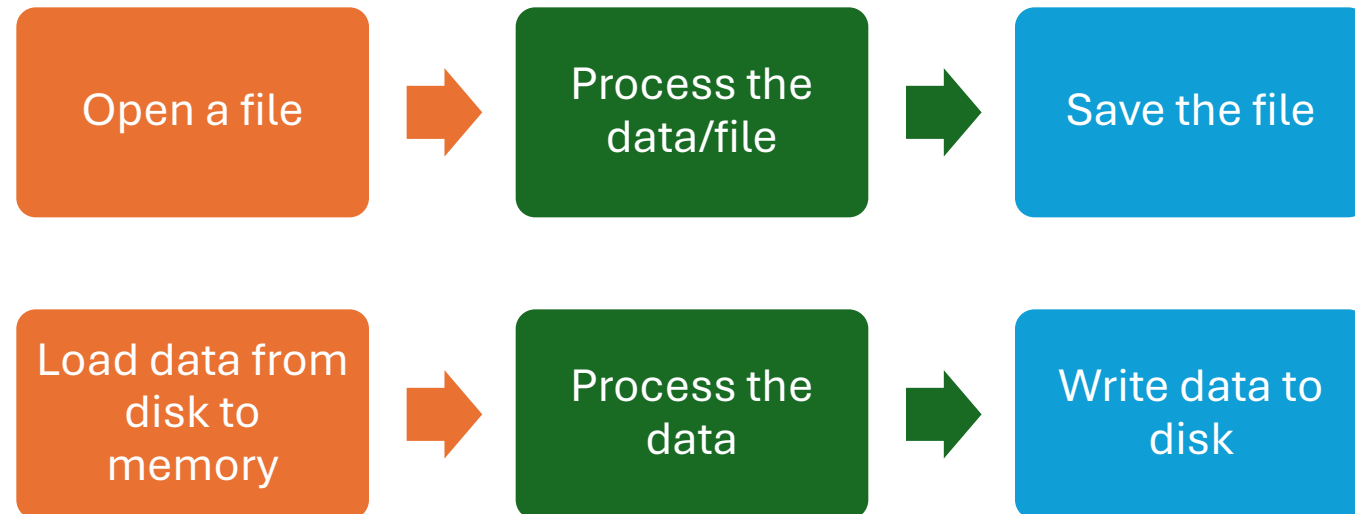 Open a file
Process the
data/file
Save the file
Load data from
disk to
memory
Process the
data
Write data to
disk